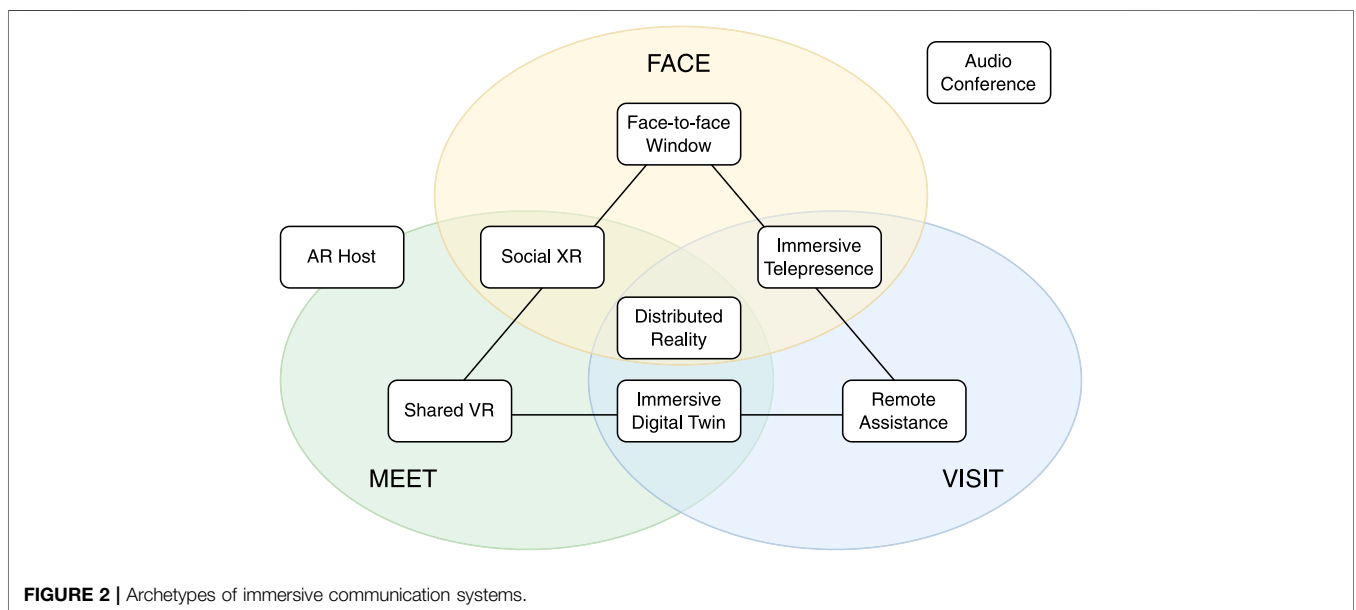 FACE
Audio
Conference
Face-to-face
Window
AR Host
Social XR
Immersive
Telepresence
Distributed
Reality
Shared VR
Immersive
Digital Twin
Remote
Assistance
MEET
VISIT
FIGURE 2 | Archetypes of immersive communication systems.